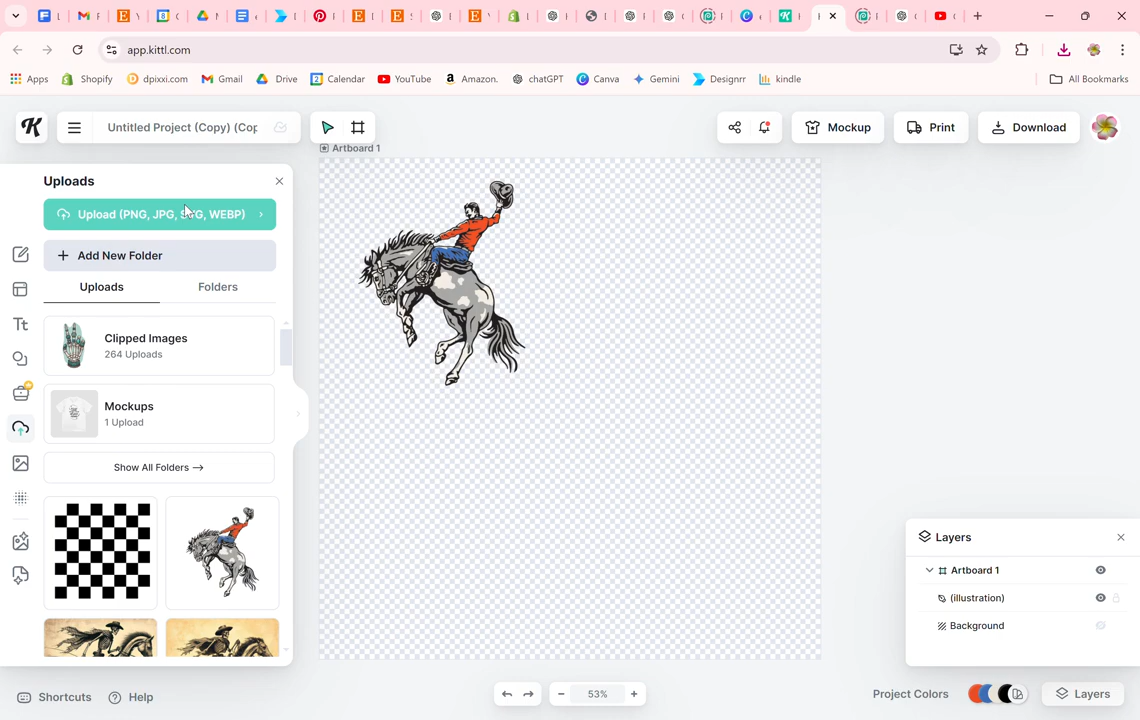 app.kittl.com
Apps
Shopify
dpixxi.com
Gmail
Drive
Calendar
YouTube
Amazon.
chatGPT
Canva
Gemini
Designrr
kindle
All Bookmarks
Untitled Project (Copy) (Cop
Mockup
Print
Download
Artboard 1
Uploads
Upload (PNG, JPG, SVG, WEBP)
Add New Folder
Uploads
Folders
Clipped Images
264 Uploads
Mockups
1 Upload
Show All Folders →
Layers
Artboard 1
(illustration)
Background
Shortcuts
Help
53%
Project Colors
Layers